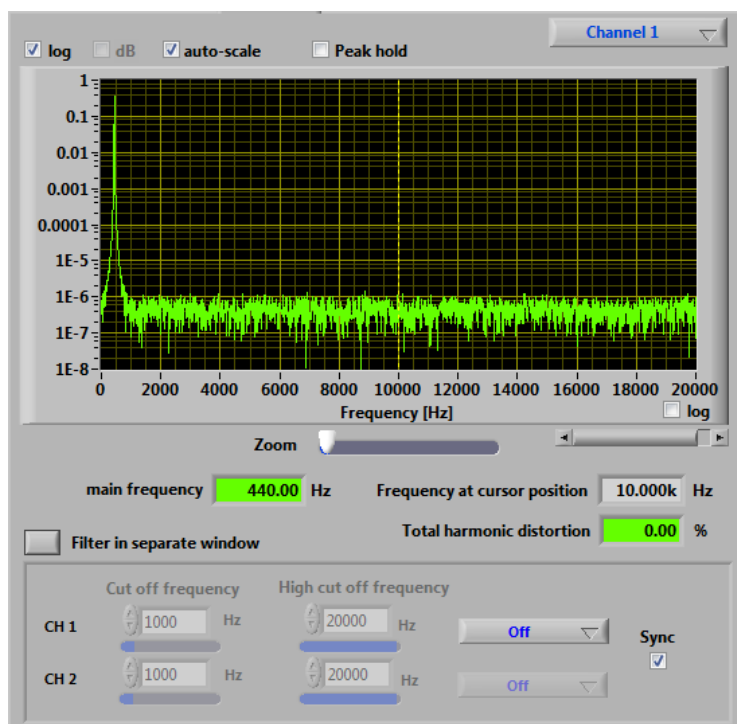 Channel 1
log dB auto-scale Peak hold
1
0.1
0.01
0.001
0.0001
1E-5
1E-6
1E-7
1E-8
0 2000 4000 6000 8000 10000 12000 14000 16000 18000 20000
Frequency [Hz] log
Zoom
main frequency 440.00 Hz Frequency at cursor position 10.000k Hz
Total harmonic distortion 0.00 %
Filter in separate window
Cut off frequency High cut off frequency
CH 1 1000 Hz 20000 Hz Off Sync
CH 2 1000 Hz 20000 Hz Off